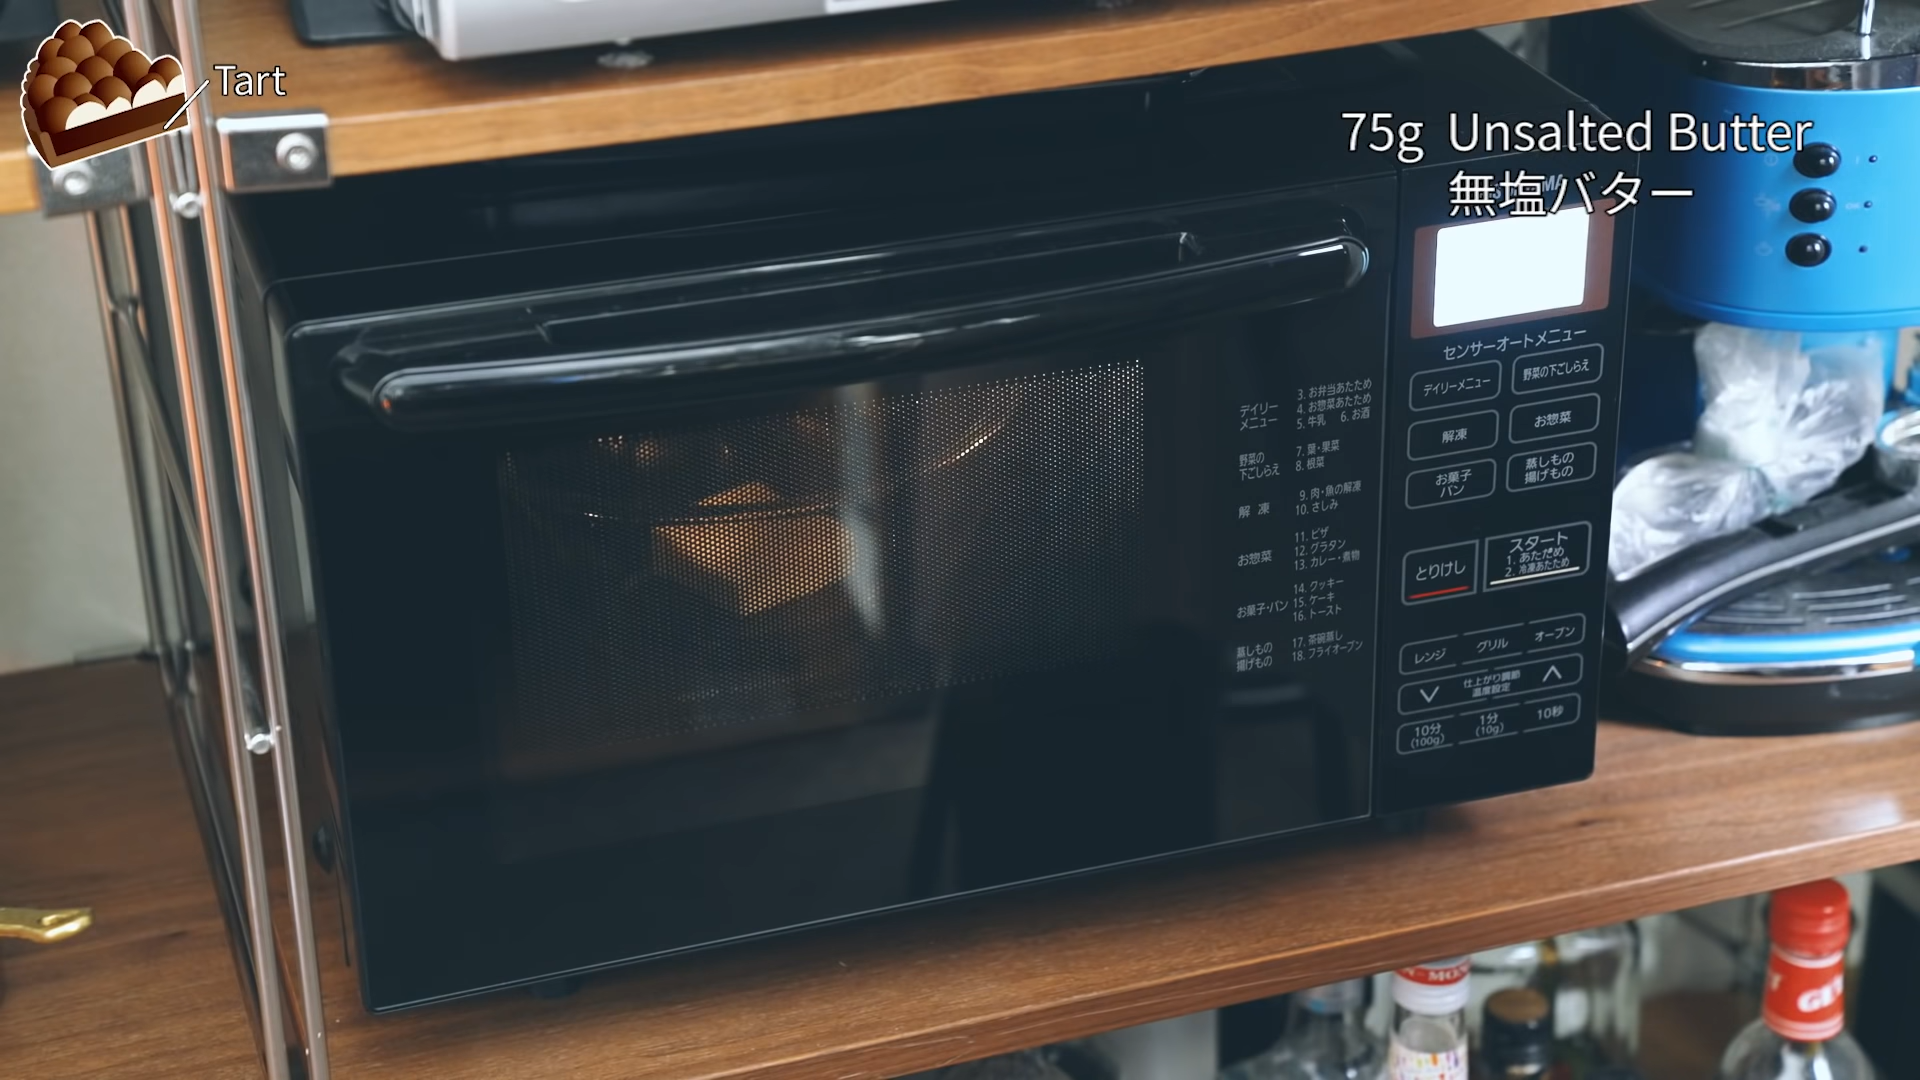 Tart
75g Unsalted Butter
無塩バター
センサーオートメニュー
デイリーメニュー
野菜の下ごしらえ
解凍
お惣菜
お菓子
パン
蒸しもの
揚げもの
とりけし
スタート
1. あたため
2. 冷凍あたため
レンジ
グリル
オーブン
仕上がり調節
温度設定
10分
(100g)
1分
(10g)
10秒
デイリー
メニュー
3. お弁当あたため
4. お惣菜あたため
5. 牛乳 6. お酒
野菜の
下ごしらえ
7. 葉・果菜
8. 根菜
解 凍
9. 肉・魚の解凍
10. さしみ
お惣菜
11. ピザ
12. グラタン
13. カレー・煮物
お菓子・パン
14. クッキー
15. ケーキ
16. トースト
蒸しもの
揚げもの
17. 茶碗蒸し
18. フライオーブン